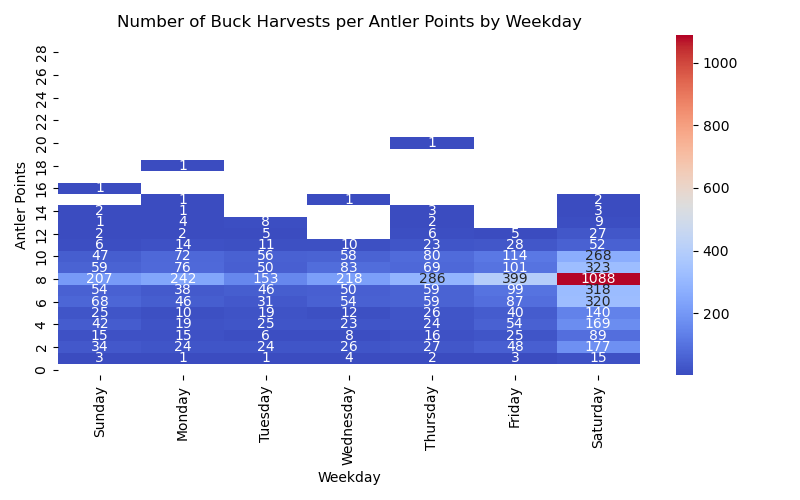 Number of Buck Harvests per Antler Points by Weekday
28
26
24
22
20 1
18 1
16 1
1 1 2
14 2 1 3 3
1 4 8 2 9
12 2 2 5 6 5 27
6 14 11 10 23 28 52
10 47 72 56 58 80 114 268
59 76 50 83 69 101 323
8 207 242 153 218 286 399 1088
54 38 46 50 59 99 318
6 68 46 31 54 59 87 320
25 10 19 12 26 40 140
4 42 19 25 23 24 54 169
15 15 6 8 16 25 89
2 34 24 24 26 27 48 177
3 1 1 4 2 3 15
0
Antler Points
Sunday Monday Tuesday Wednesday Thursday Friday Saturday
Weekday
1000
800
600
400
200